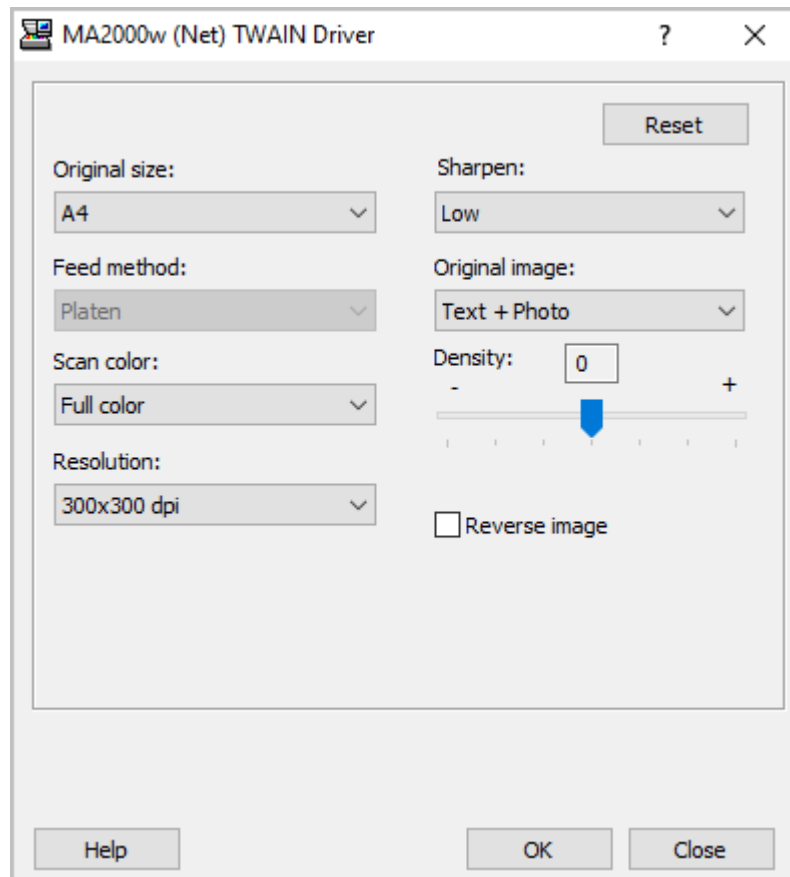 MA2000w (Net) TWAIN Driver
?
Reset
Original size:
A4
Feed method:
Platen
Scan color:
Full color
Resolution:
300x300 dpi
Sharpen:
Low
Original image:
Text + Photo
Density:
0
-
+
Reverse image
Help
OK
Close